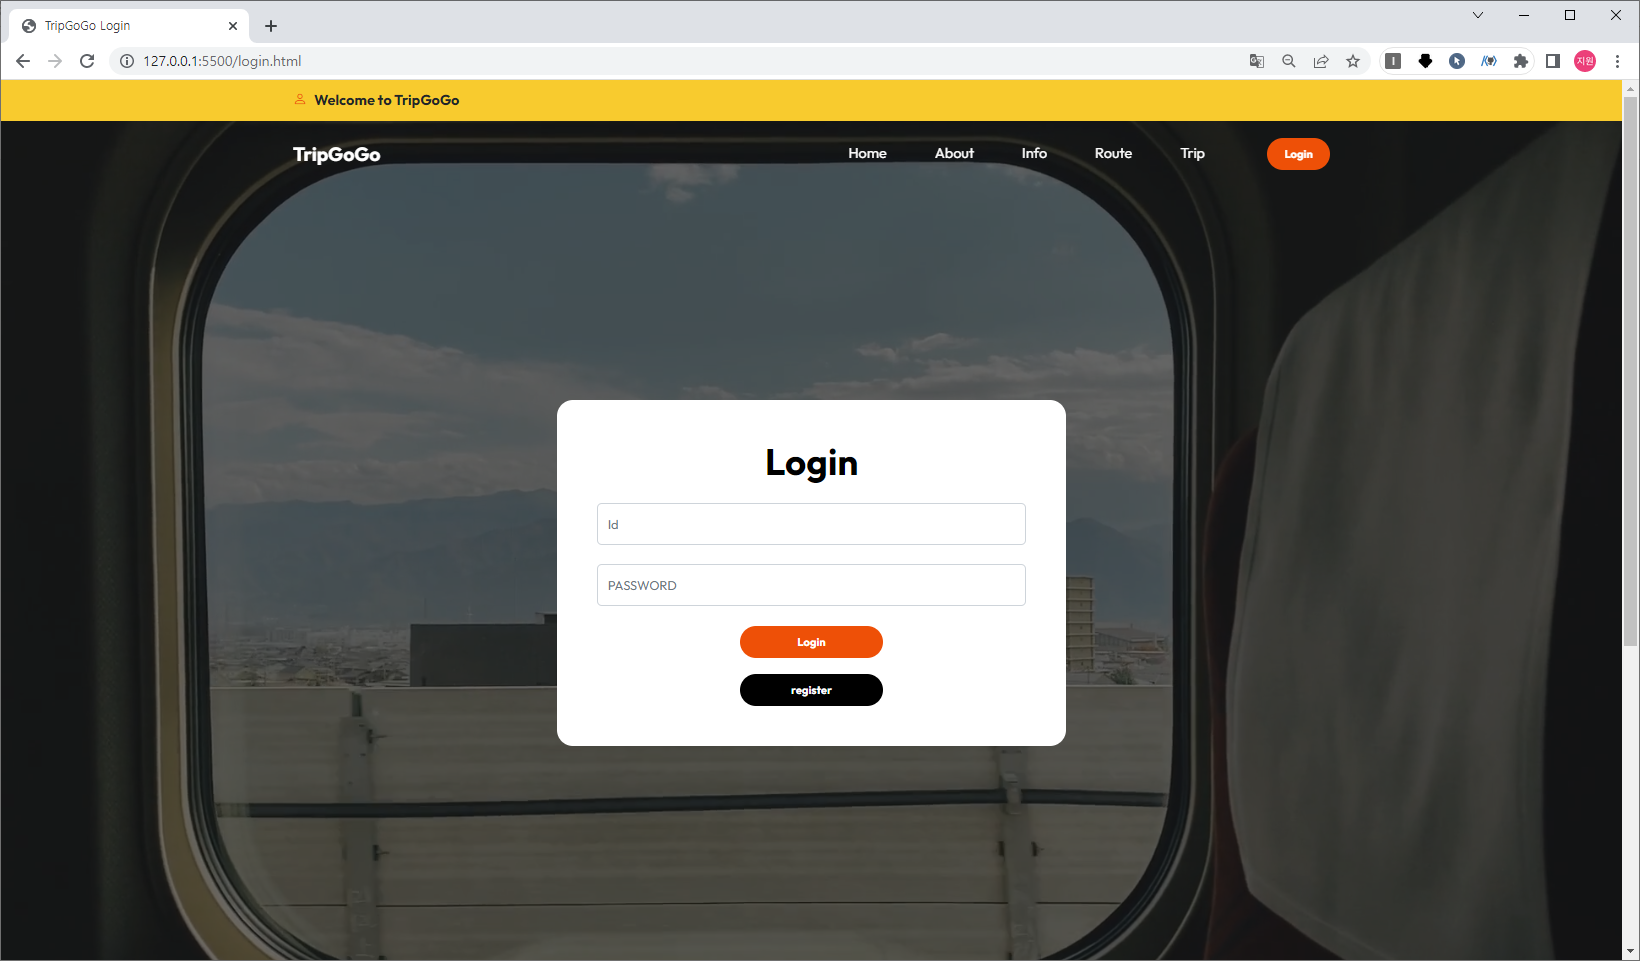 TripGoGo Login
127.0.0.1:5500/login.html
지원
Welcome to TripGoGo
TripGoGo
Home
About
Info
Route
Trip
Login
Login
Id
PASSWORD
Login
register